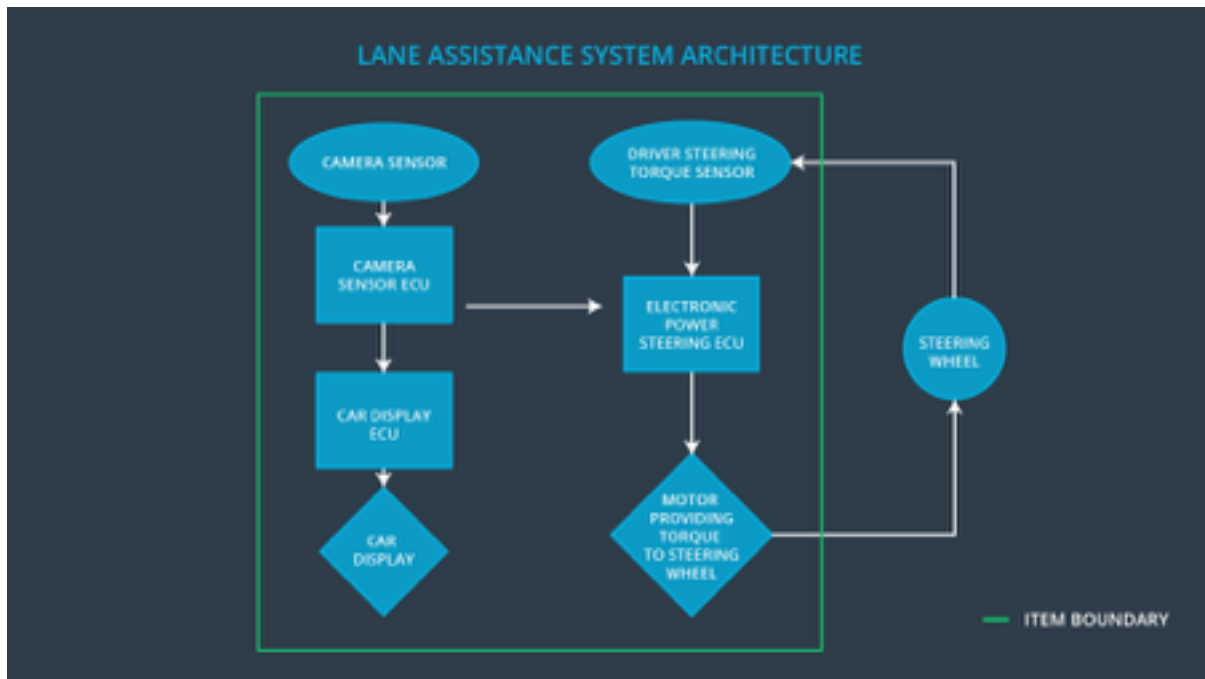 LANE ASSISTANCE SYSTEM ARCHITECTURE
CAMERA SENSOR
CAMERA
SENSOR ECU
CAR DISPLAY
ECU
CAR
DISPLAY
DRIVER STEERING
TORQUE SENSOR
ELECTRONIC
POWER
STEERING ECU
MOTOR
PROVIDING
TORQUE
TO STEERING
WHEEL
STEERING
WHEEL
ITEM BOUNDARY